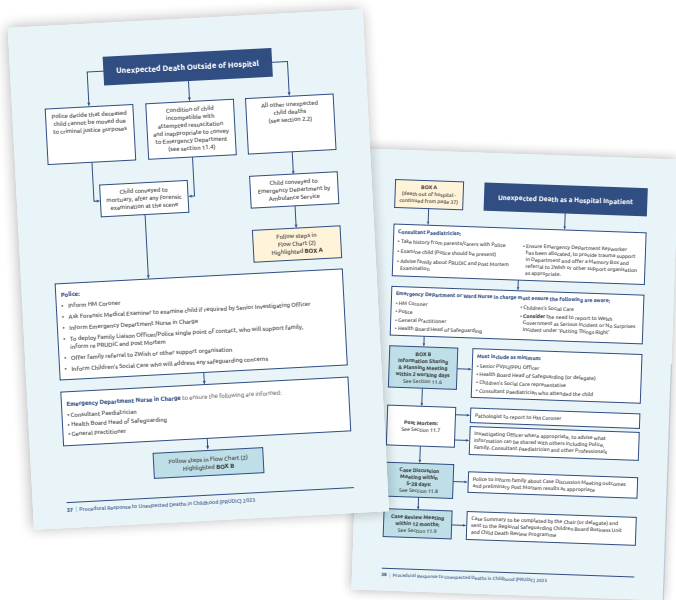 Unexpected Death Outside of Hospital
Police decide that deceased
child cannot be moved due
to criminal justice purposes
Condition of child
incompatible with
attempted resuscitation
and inappropriate to convey
to Emergency Department
(see section 11.4)
All other unexpected
child deaths
(see section 2.2)
Child conveyed to
mortuary, after any forensic
examination at the scene
Child conveyed to
Emergency Department by
Ambulance Service
Follow steps in
Flow Chart (2)
Highlighted BOX A
Police:
• Inform HM Coroner
• Ask Forensic Medical Examiner to examine child if required by Senior Investigating Officer
• Inform Emergency Department Nurse in Charge
• To deploy Family Liaison Officer/Police single point of contact, who will support family,
inform re PRUDiC and Post Mortem
• Offer family referral to 2Wish or other support organisation
• Inform Children's Social Care who will address any safeguarding concerns
Emergency Department Nurse in Charge to ensure the following are informed:
• Consultant Paediatrician
• Health Board Head of Safeguarding
• General Practitioner
Follow steps in Flow Chart (2)
Highlighted BOX B
37 | Procedural Response to Unexpected Deaths in Childhood (PRUDiC) 2023
BOX A
(death out of hospital -
continued from page 37)
Unexpected Death as a Hospital Inpatient
Consultant Paediatrician:
• Take history from parents/carers with Police
• Examine child (Police should be present)
• Advise family about PRUDiC and Post Mortem
Examination
• Ensure Emergency Department Keyworker
has been allocated, to provide trauma support
in Department and offer a Memory Box and
referral to 2Wish or other support organisation
as appropriate.
Emergency Department or Ward Nurse in charge must ensure the following are aware:
• HM Coroner
• Police
• General Practitioner
• Health Board Head of Safeguarding
• Children's Social Care
• Consider the need to report to Welsh
Government as Serious Incident or No Surprises
Incident under 'Putting Things Right'
BOX B
Information Sharing
& Planning Meeting
within 2 working days
See Section 11.6
Must include as minimum:
• Senior PVPU/PPU Officer
• Health Board Head of Safeguarding (or delegate)
• Children's Social Care representative
• Consultant Paediatrician who attended the child
Post Mortem:
See Section 11.7
Pathologist to report to HM Coroner
Investigating Officer where appropriate, to advise what
information can be shared with others including Police,
Family, Consultant Paediatrician and other Professionals
Case Discussion
Meeting within
5-28 days:
See Section 11.8
Police to inform family about Case Discussion Meeting outcomes
and preliminary Post Mortem results as appropriate
Case Review Meeting
within 12 months:
See Section 11.9
Case Summary to be completed by the Chair (or delegate) and
sent to the Regional Safeguarding Children Board Business Unit
and Child Death Review Programme
38 | Procedural Response to Unexpected Deaths in Childhood (PRUDiC) 2023